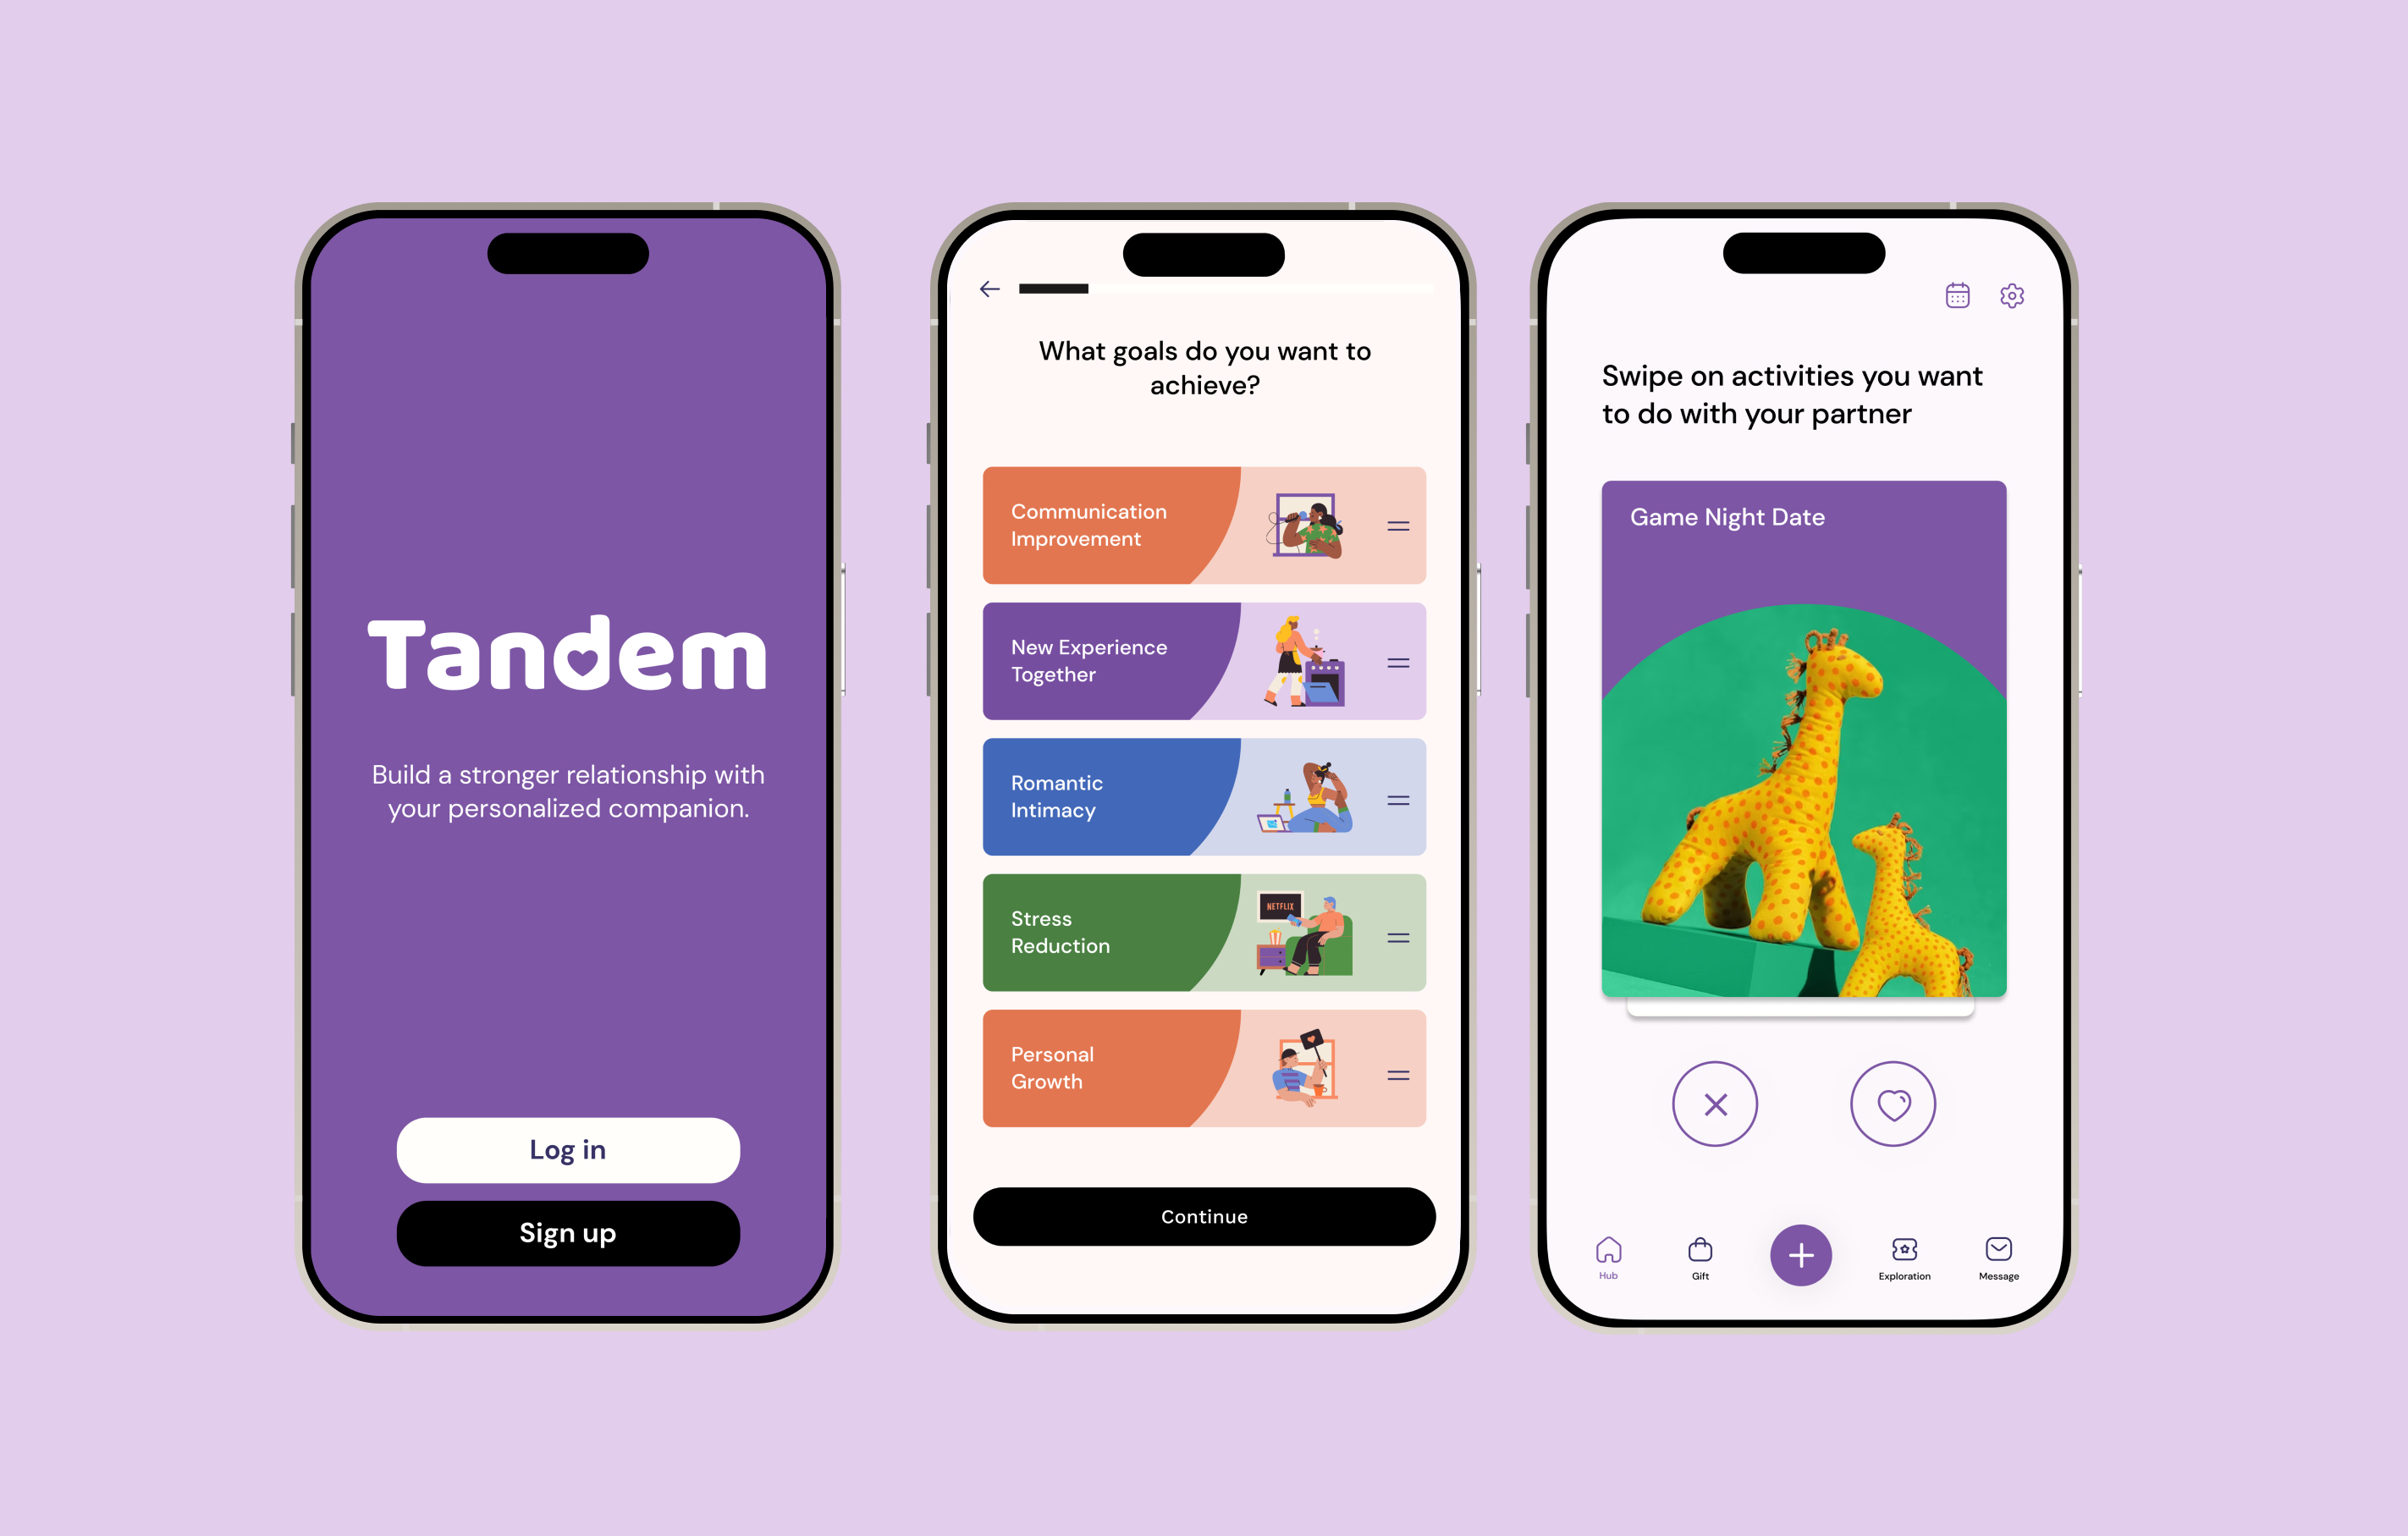 Tandem
Build a stronger relationship with
your personalized companion.
Log in
Sign up
What goals do you want to
achieve?
Communication
Improvement
New Experience
Together
Romantic
Intimacy
Stress
Reduction
NETFLIX
Personal
Growth
Continue
Swipe on activities you want
to do with your partner
Game Night Date
Hub
Gift
Exploration
Message